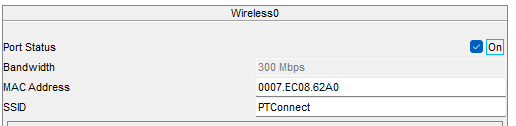 Wireless0
Port Status On
Bandwidth 300 Mbps
MAC Address 0007.EC08.62A0
SSID PTConnect